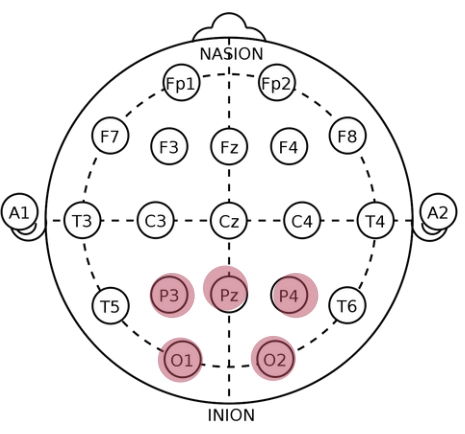 NASION
Fp1 Fp2
F7 F3 Fz F4 F8
A1 T3 C3 Cz C4 T4 A2
T5 P3 Pz P4 T6
O1 O2
INION